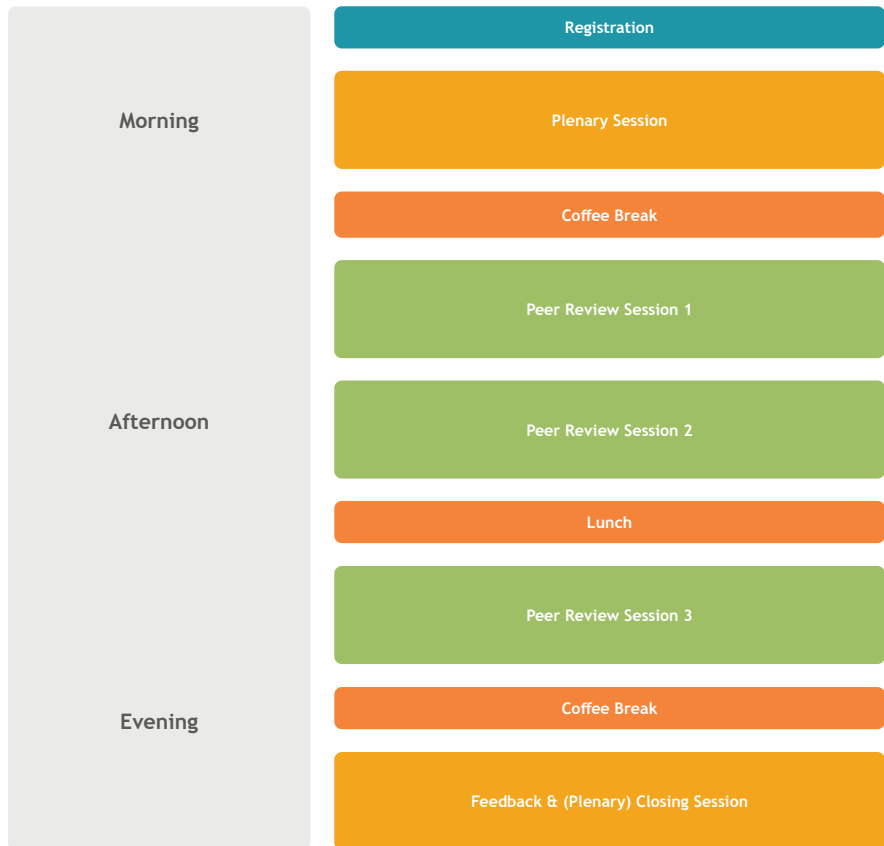 Morning
Afternoon
Evening
Registration
Plenary Session
Coffee Break
Peer Review Session 1
Peer Review Session 2
Lunch
Peer Review Session 3
Coffee Break
Feedback & (Plenary) Closing Session